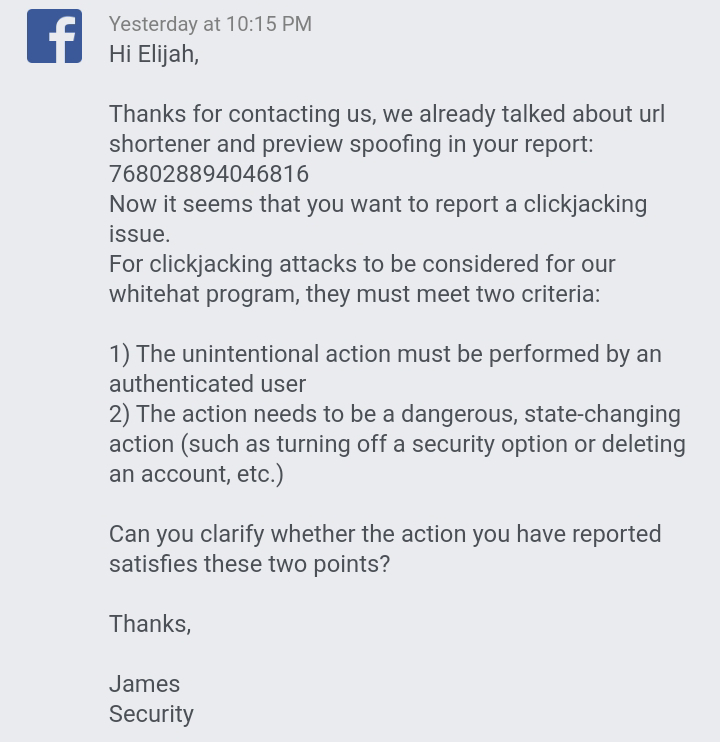 Yesterday at 10:15 PM
Hi Elijah,
Thanks for contacting us, we already talked about url
shortener and preview spoofing in your report:
768028894046816
Now it seems that you want to report a clickjacking
issue.
For clickjacking attacks to be considered for our
whitehat program, they must meet two criteria:
1) The unintentional action must be performed by an
authenticated user
2) The action needs to be a dangerous, state-changing
action (such as turning off a security option or deleting
an account, etc.)
Can you clarify whether the action you have reported
satisfies these two points?
Thanks,
James
Security